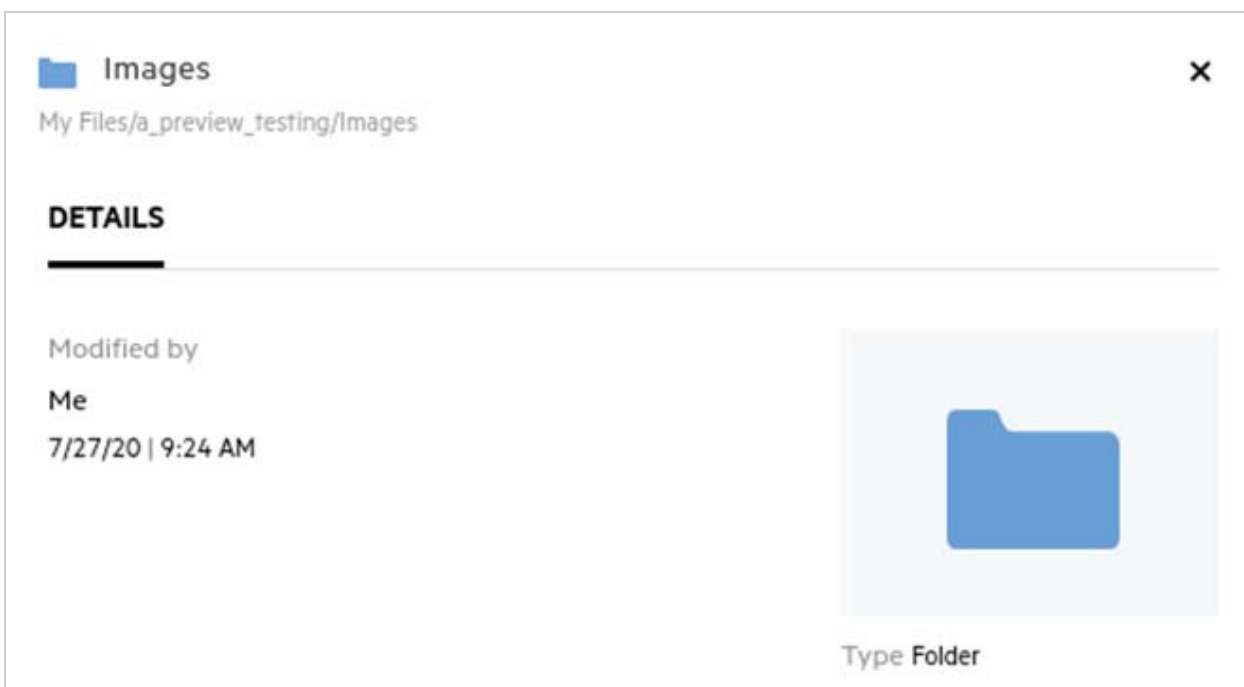 Images
My Files/a_preview_testing/Images
DETAILS
Modified by
Me
7/27/20 | 9:24 AM
Type Folder